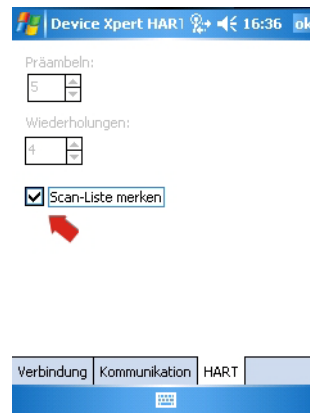 Device Xpert HART 16:36 ok
Präambeln:
5
Wiederholungen:
4
Scan-Liste merken
Verbindung Kommunikation HART